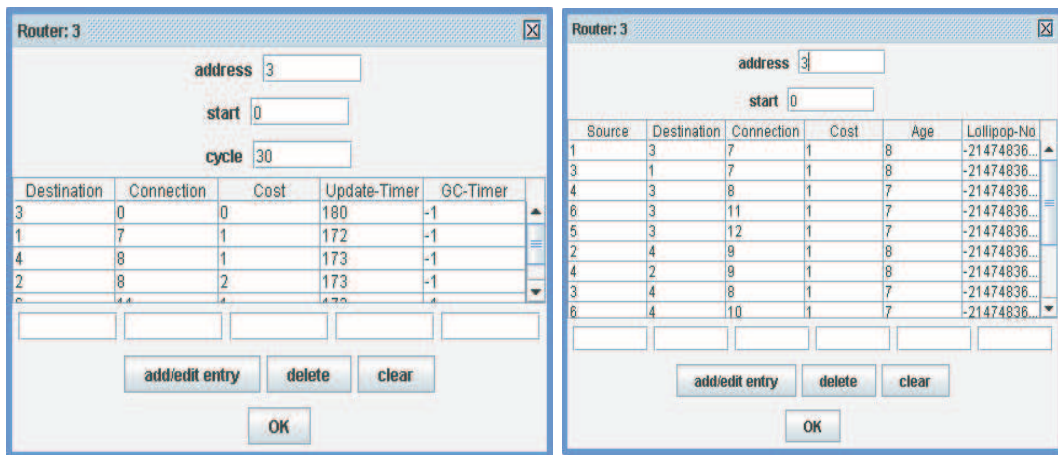 Router: 3
address 3
start 0
cycle 30
Destination Connection Cost Update-Timer GC-Timer
3 0 0 180 -1
1 7 1 172 -1
4 8 1 173 -1
2 8 2 173 -1
add/edit entry delete clear
OK
Router: 3
address 3
start 0
Source Destination Connection Cost Age Lollipop-No
1 3 7 1 8 -21474836...
3 1 7 1 8 -21474836...
4 3 8 1 7 -21474836...
6 3 11 1 7 -21474836...
5 3 12 1 7 -21474836...
2 4 9 1 8 -21474836...
4 2 9 1 8 -21474836...
3 4 8 1 7 -21474836...
6 4 10 1 7 -21474836...
add/edit entry delete clear
OK